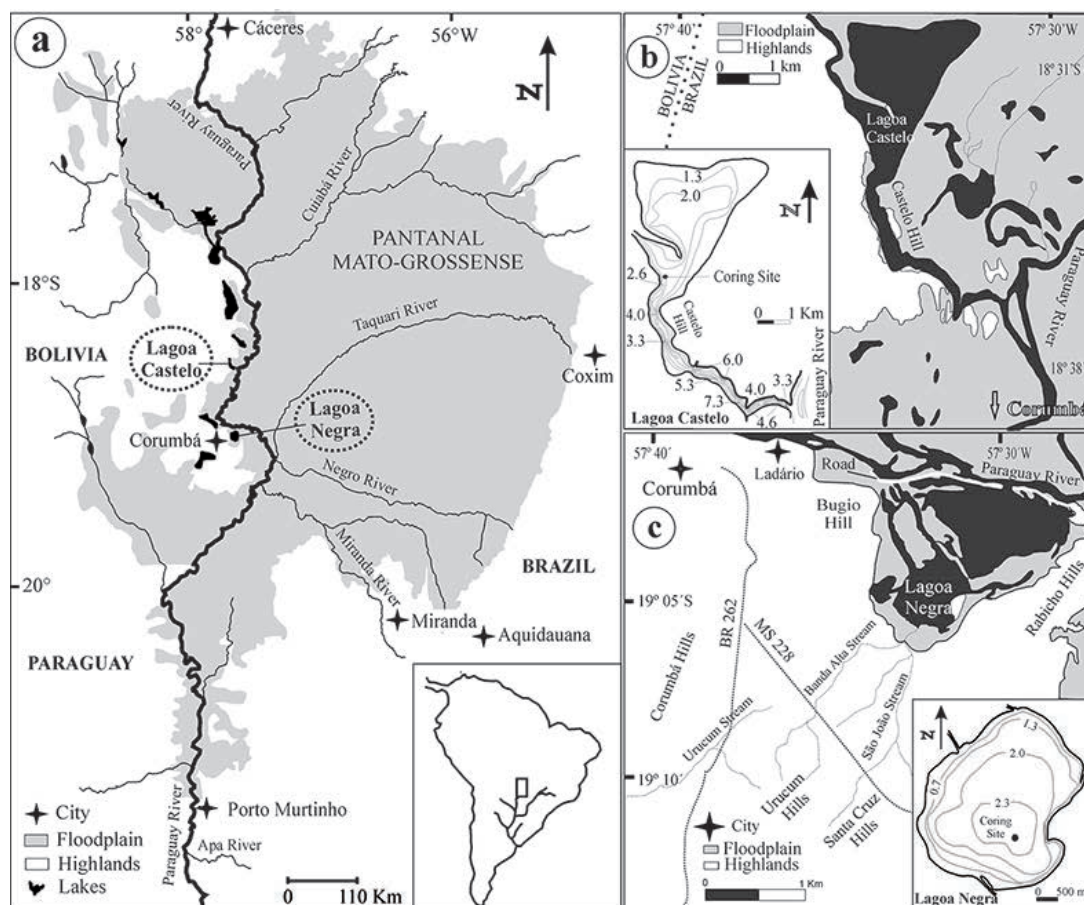 a
58°
Cáceres
56°W
N
Paraguay River
Cuiabá River
PANTANAL
MATO-GROSSENSE
18°S
Taquari River
BOLIVIA
Lagoa
Castelo
Coxim
Lagoa
Negra
Corumbá
Negro River
Miranda River
BRAZIL
20°
Miranda
Aquidauana
PARAGUAY
Paraguay River
Porto Murtinho
Apa River
City
Floodplain
Highlands
Lakes
0 110 Km
b
57° 40'
57° 30'W
Floodplain
Highlands
0 1 km
BOLIVIA
BRAZIL
18° 31'S
Lagoa
Castelo
Castelo Hill
Paraguay River
18° 38'
Corumbá
1.3
2.0
N
2.6
Coring Site
4.0
Castelo
Hill
0 1 Km
3.3
6.0
5.3
4.0
3.3
7.3
4.6
Paraguay River
Lagoa Castelo
c
57° 40'
57° 30'W
Ladário
Road
Paraguay River
Corumbá
Bugio
Hill
Lagoa
Negra
Rabicho Hills
19° 05'S
BR 262
MS 228
Corumbá Hills
Banda Alta Stream
São João Stream
Urucum Stream
19° 10'
Urucum
Hills
Santa Cruz
Hills
City
Floodplain
Highlands
0 1 Km
N
1.3
2.0
0.7
2.3
Coring
Site
Lagoa Negra
0 500 m